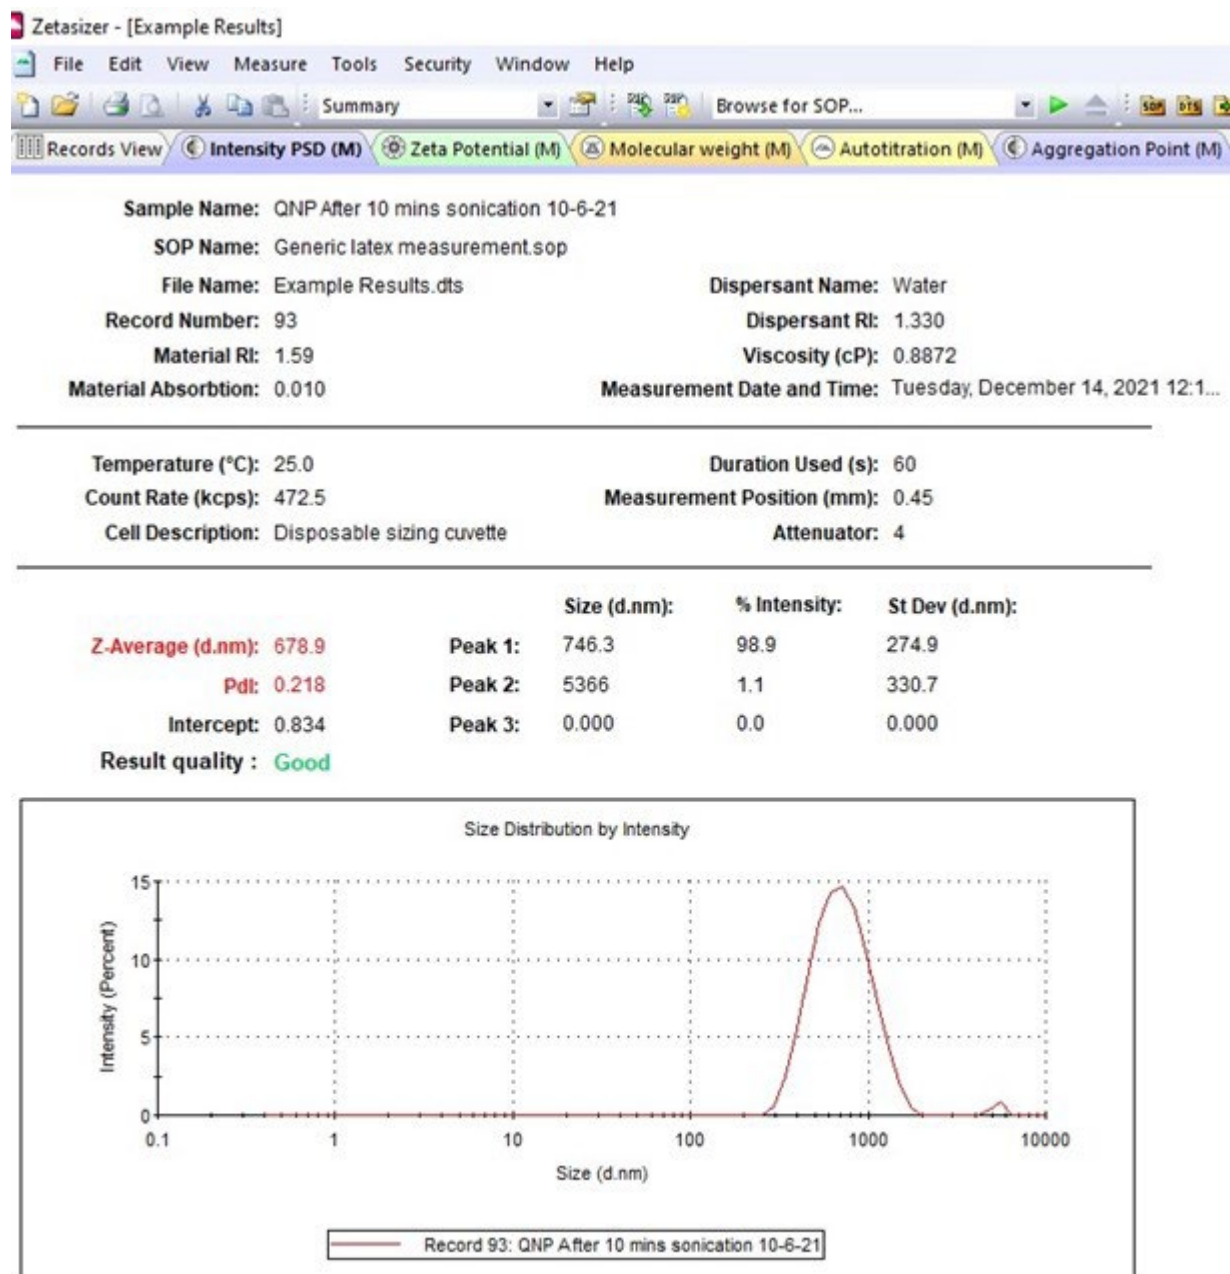 Zetasizer - [Example Results]
File Edit View Measure Tools Security Window Help
Summary Browse for SOP...
Records View Intensity PSD (M) Zeta Potential (M) Molecular weight (M) Autotitration (M) Aggregation Point (M)
Sample Name: QNP After 10 mins sonication 10-6-21
SOP Name: Generic latex measurement.sop
File Name: Example Results.dts Dispersant Name: Water
Record Number: 93 Dispersant RI: 1.330
Material RI: 1.59 Viscosity (cP): 0.8872
Material Absorbtion: 0.010 Measurement Date and Time: Tuesday, December 14, 2021 12:1...
Temperature (°C): 25.0 Duration Used (s): 60
Count Rate (kcps): 472.5 Measurement Position (mm): 0.45
Cell Description: Disposable sizing cuvette Attenuator: 4
Size (d.nm): % Intensity: St Dev (d.nm):
Z-Average (d.nm): 678.9 Peak 1: 746.3 98.9 274.9
PdI: 0.218 Peak 2: 5366 1.1 330.7
Intercept: 0.834 Peak 3: 0.000 0.0 0.000
Result quality : Good
Size Distribution by Intensity
15
10
5
0
Intensity (Percent)
0.1 1 10 100 1000 10000
Size (d.nm)
Record 93: QNP After 10 mins sonication 10-6-21